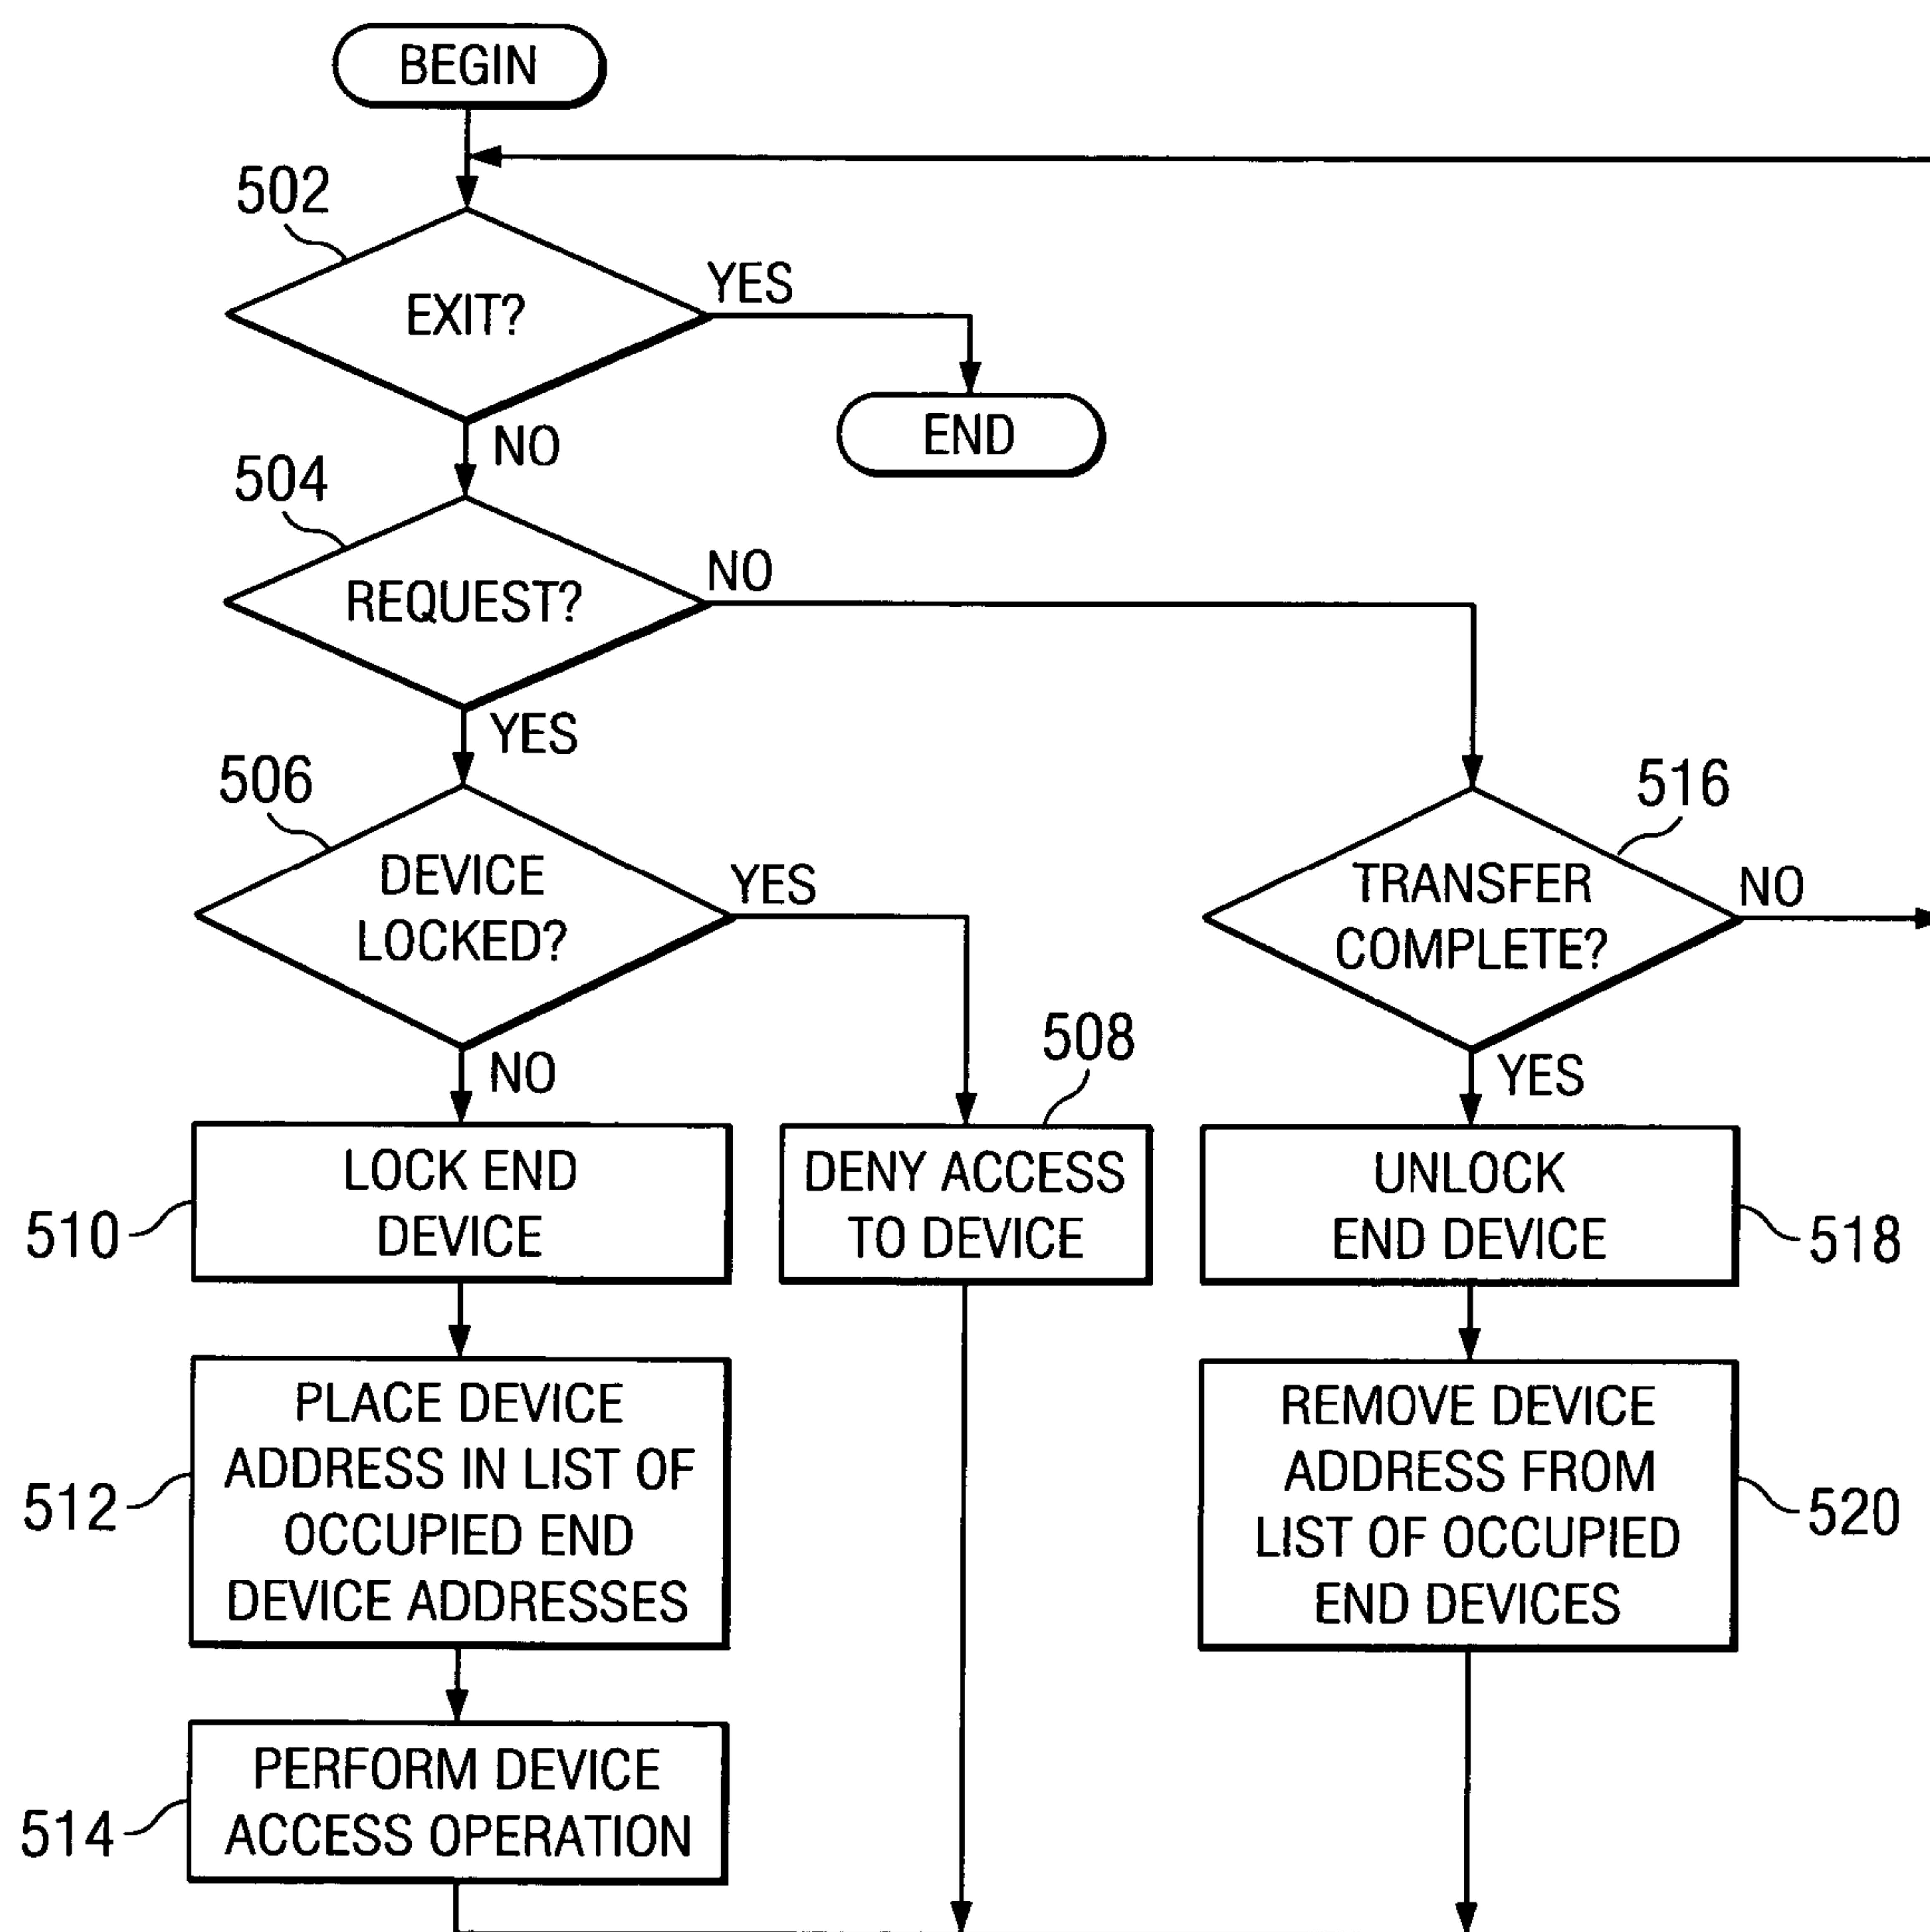 BEGIN
502
EXIT?
YES
END
NO
504
REQUEST?
NO
YES
506
DEVICE
LOCKED?
YES
516
TRANSFER
COMPLETE?
NO
NO
508
YES
510
LOCK END
DEVICE
DENY ACCESS
TO DEVICE
UNLOCK
END DEVICE
518
512
PLACE DEVICE
ADDRESS IN LIST OF
OCCUPIED END
DEVICE ADDRESSES
REMOVE DEVICE
ADDRESS FROM
LIST OF OCCUPIED
END DEVICES
520
514
PERFORM DEVICE
ACCESS OPERATION